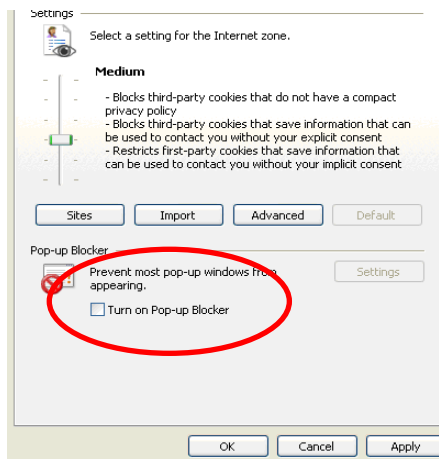 Settings
Select a setting for the Internet zone.
Medium
- Blocks third-party cookies that do not have a compact
privacy policy
- Blocks third-party cookies that save information that can
be used to contact you without your explicit consent
- Restricts first-party cookies that save information that
can be used to contact you without your implicit consent
Sites Import Advanced Default
Pop-up Blocker
Prevent most pop-up windows from
appearing.
Settings
Turn on Pop-up Blocker
OK Cancel Apply